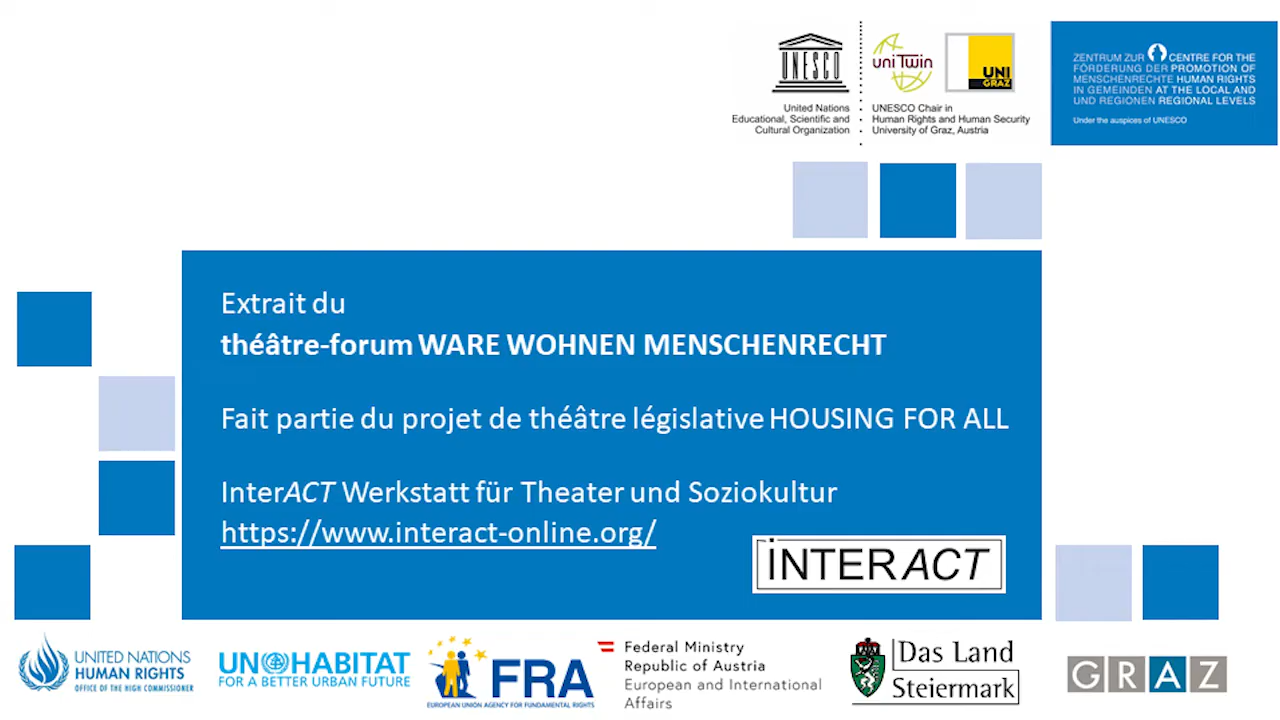 UNESCO
United Nations
Educational, Scientific and
Cultural Organization
uniTwin
UNI
GRAZ
UNESCO Chair in
Human Rights and Human Security
University of Graz, Austria
ZENTRUM ZUR CENTRE FOR THE
FÖRDERUNG DER PROMOTION OF
MENSCHENRECHTE HUMAN RIGHTS
IN GEMEINDEN AT THE LOCAL AND
UND REGIONEN REGIONAL LEVELS
Under the auspices of UNESCO
Extrait du
théâtre-forum WARE WOHNEN MENSCHENRECHT
Fait partie du projet de théâtre législative HOUSING FOR ALL
InterACT Werkstatt für Theater und Soziokultur
https://www.interact-online.org/
INTERACT
UNITED NATIONS
HUMAN RIGHTS
OFFICE OF THE HIGH COMMISSIONER
UN HABITAT
FOR A BETTER URBAN FUTURE
FRA
EUROPEAN UNION AGENCY FOR FUNDAMENTAL RIGHTS
Federal Ministry
Republic of Austria
European and International
Affairs
Das Land
Steiermark
GRAZ